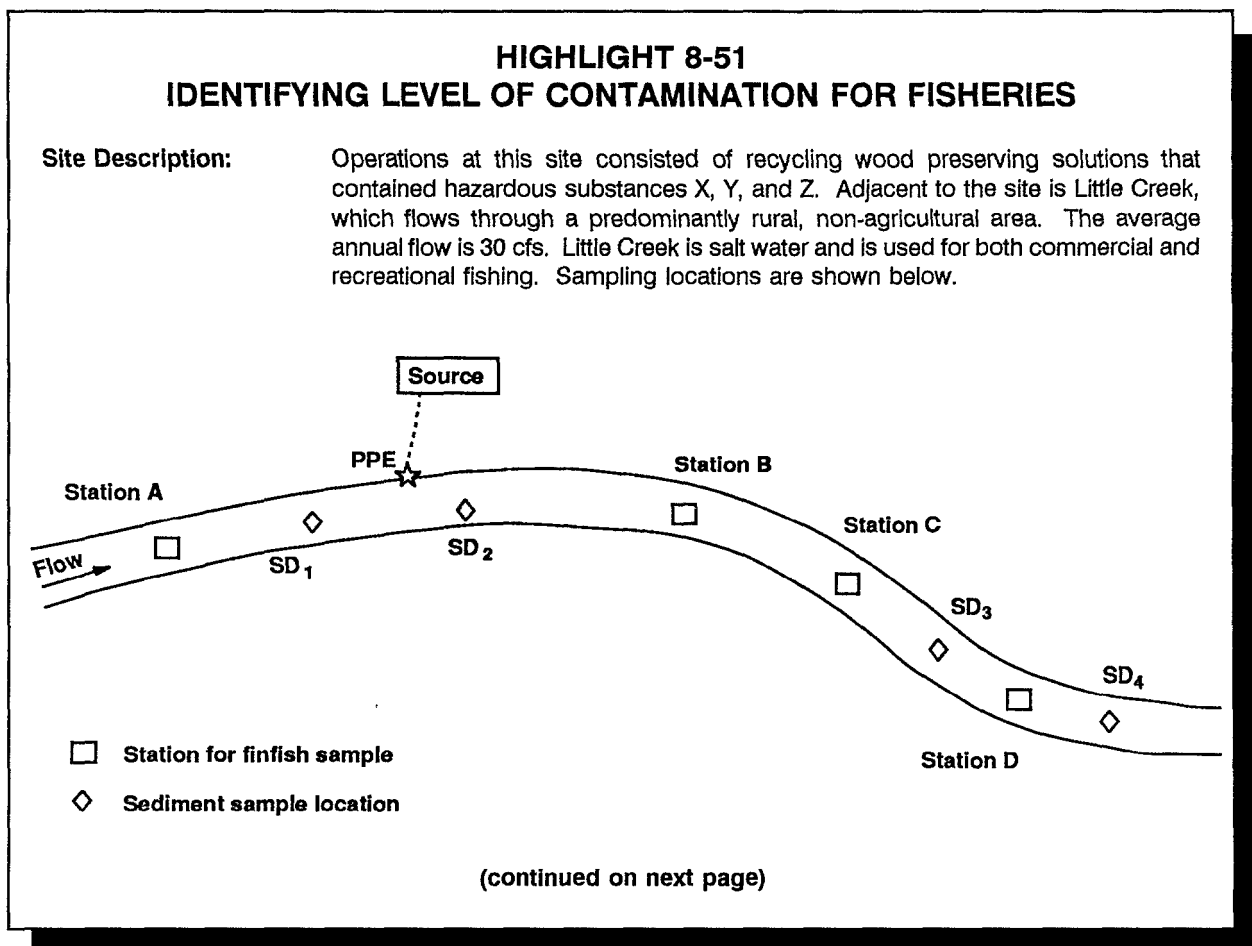 HIGHLIGHT 8-51
IDENTIFYING LEVEL OF CONTAMINATION FOR FISHERIES
Site Description: Operations at this site consisted of recycling wood preserving solutions that
contained hazardous substances X, Y, and Z. Adjacent to the site is Little Creek,
which flows through a predominantly rural, non-agricultural area. The average
annual flow is 30 cfs. Little Creek is salt water and is used for both commercial and
recreational fishing. Sampling locations are shown below.
Source
PPE
Station B
Station A
Station C
SD2
Flow
SD1
SD3
SD4
Station for finfish sample
Station D
Sediment sample location
(continued on next page)